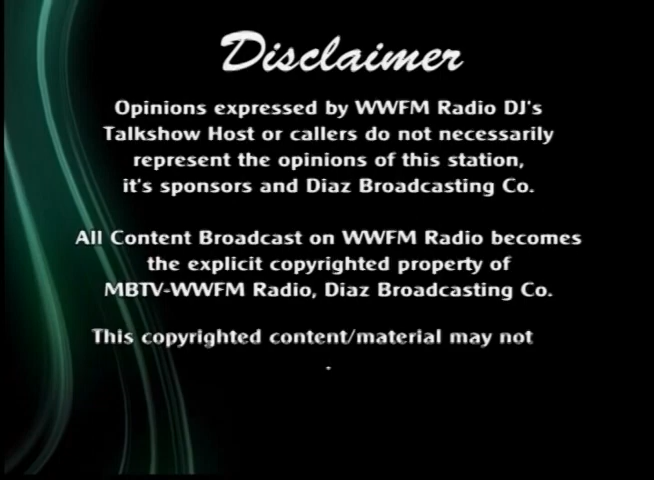 Disclaimer
Opinions expressed by WWFM Radio DJ's
Talkshow Host or callers do not necessarily
represent the opinions of this station,
it's sponsors and Diaz Broadcasting Co.
All Content Broadcast on WWFM Radio becomes
the explicit copyrighted property of
MBTV-WWFM Radio, Diaz Broadcasting Co.
This copyrighted content/material may not
.